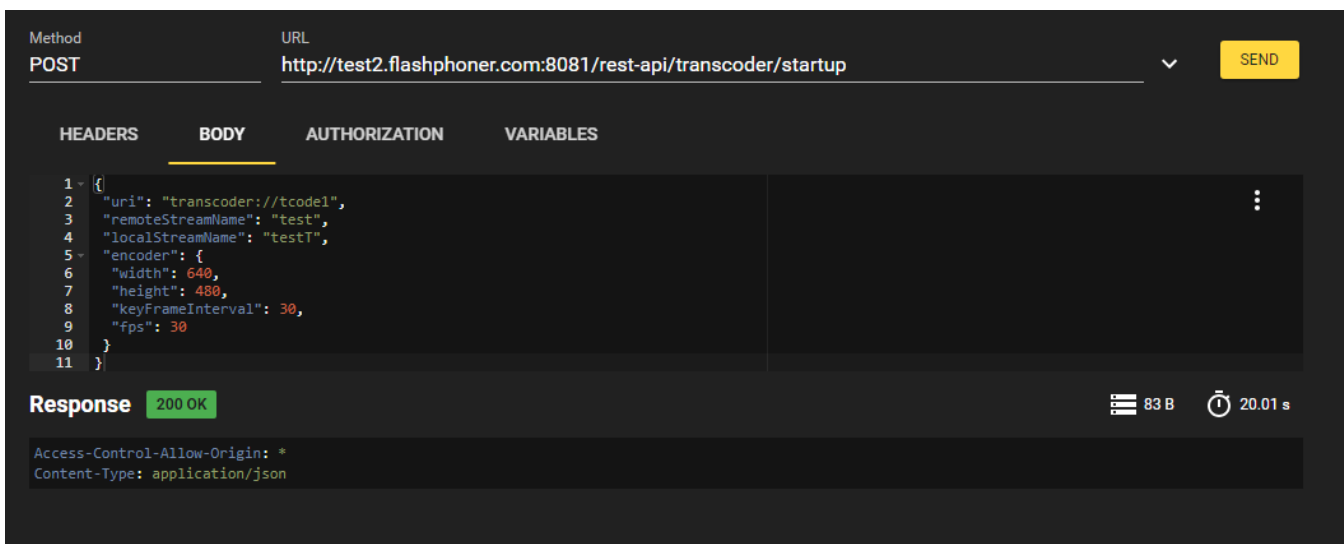 Method URL
POST http://test2.flashphoner.com:8081/rest-api/transcoder/startup SEND
HEADERS BODY AUTHORIZATION VARIABLES
1 {
2 "uri": "transcoder://tcode1",
3 "remoteStreamName": "test",
4 "localStreamName": "testT",
5 "encoder": {
6 "width": 640,
7 "height": 480,
8 "keyFrameInterval": 30,
9 "fps": 30
10 }
11 }
Response 200 OK 83 B 20.01 s
Access-Control-Allow-Origin: *
Content-Type: application/json